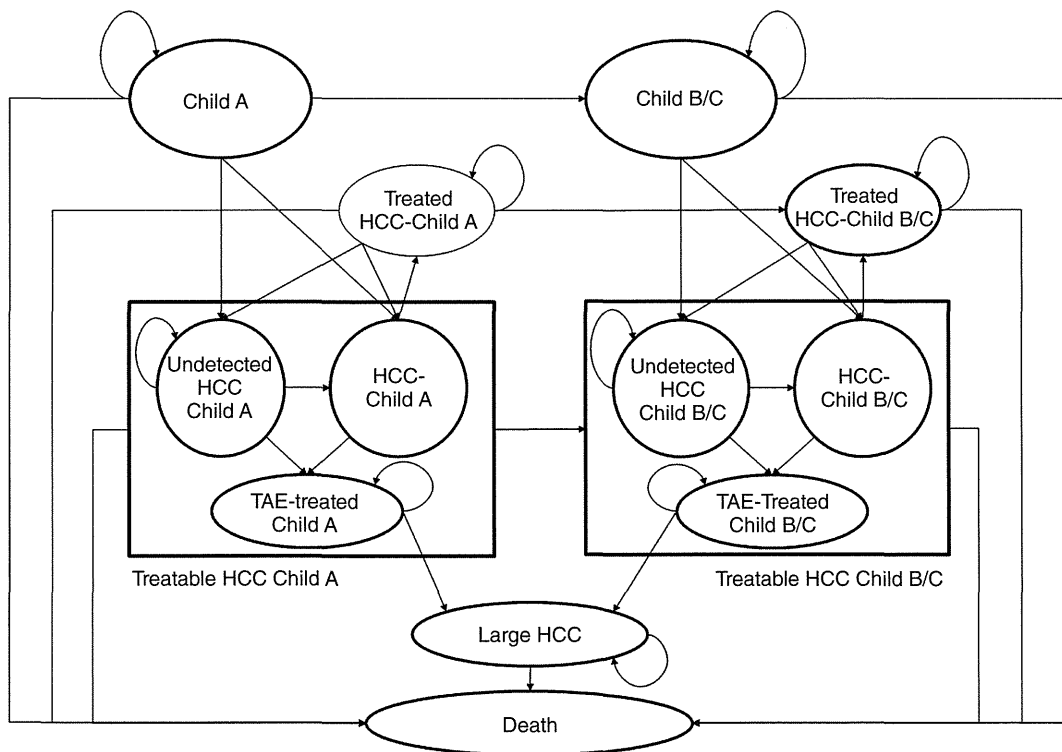 Child A
Child B/C
Treated
HCC-Child A
Treated
HCC-Child B/C
Undetected
HCC
Child A
HCC-
Child A
Undetected
HCC
Child B/C
HCC-
Child B/C
TAE-treated
Child A
TAE-Treated
Child B/C
Treatable HCC Child A
Treatable HCC Child B/C
Large HCC
Death